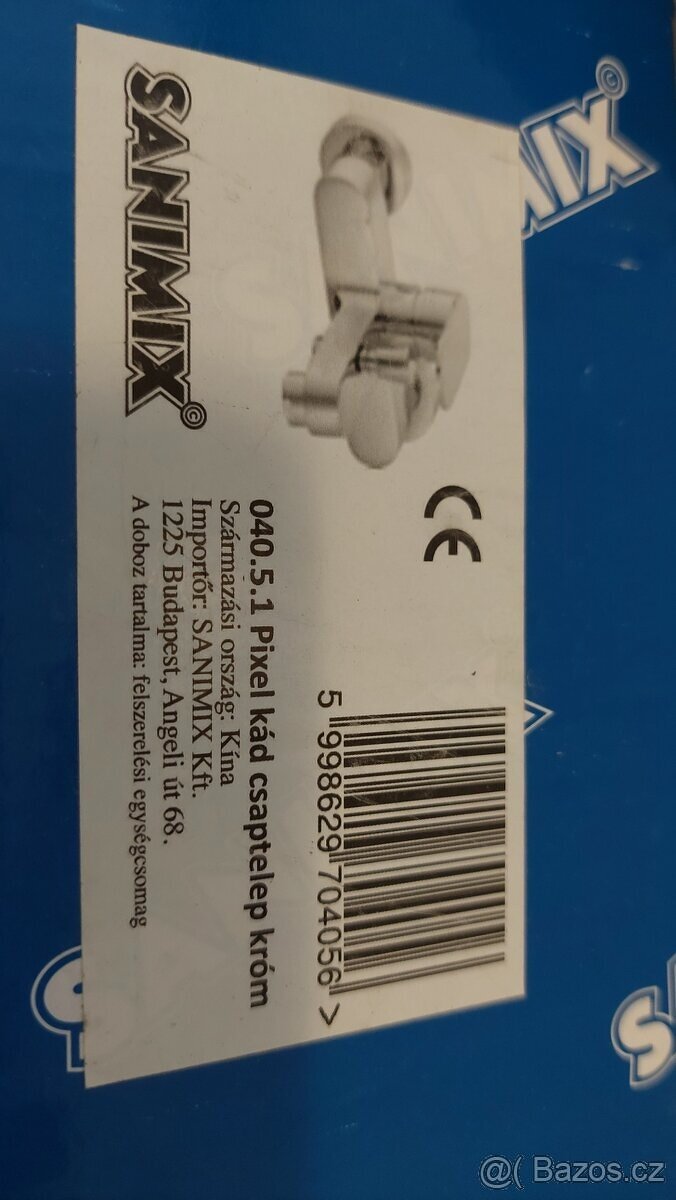 SANIMIX©
CE
5 998629 704056 >
040.5.1 Pixel kád csaptelep króm
Származási ország: Kína
Importőr: SANIMIX Kft.
1225 Budapest, Angeli út 68.
A doboz tartalma: felszerelési egységcsomag
IX©
S
S
@( Bazos.cz